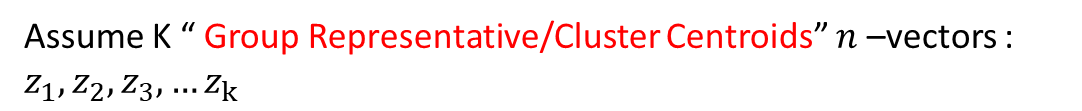 Assume K “ Group Representative/Cluster Centroids” n –vectors :
z₁, z₂, z₃, … zₖ